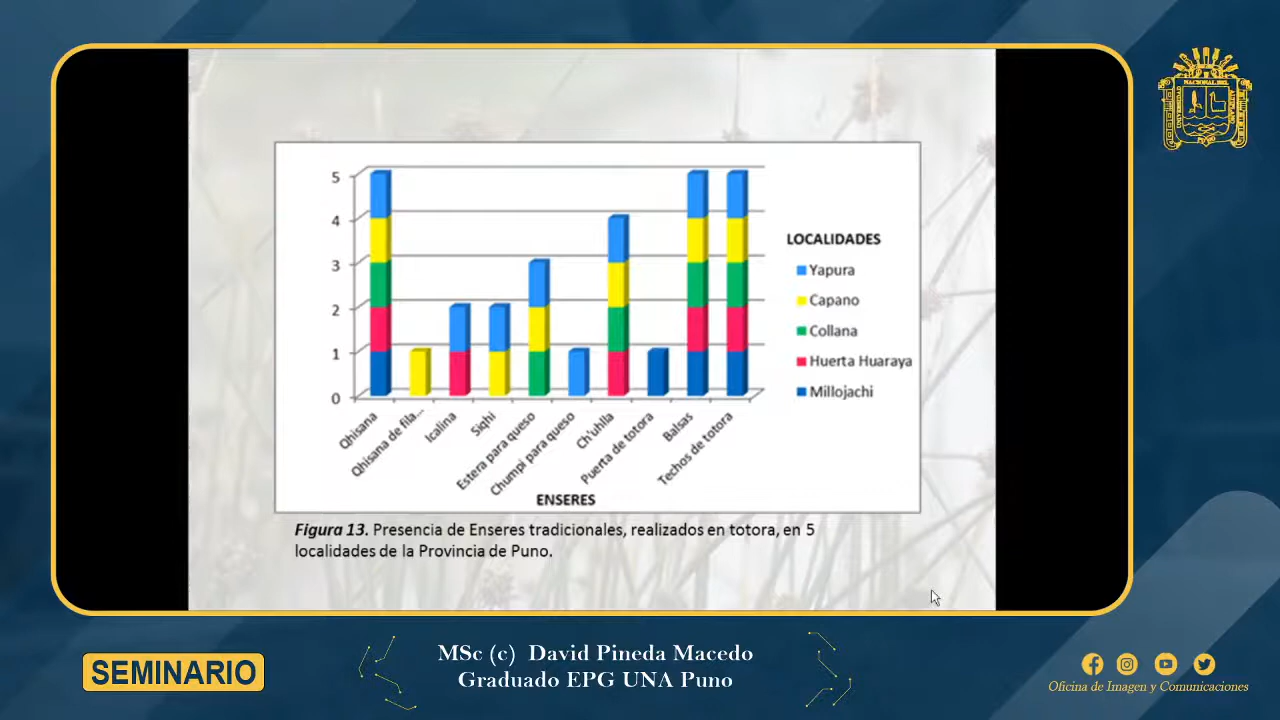 5
4
3
2
1
0
Qhisana
Qhisana de fila...
Icalina
Siqhi
Estera para queso
Chumpi para queso
Ch'uhlla
Puerta de totora
Balsas
Techos de totora
ENSERES
LOCALIDADES
Yapura
Capano
Collana
Huerta Huaraya
Millojachi
Figura 13. Presencia de Enseres tradicionales, realizados en totora, en 5
localidades de la Provincia de Puno.
SEMINARIO
MSc (c) David Pineda Macedo
Graduado EPG UNA Puno
Oficina de Imagen y Comunicaciones